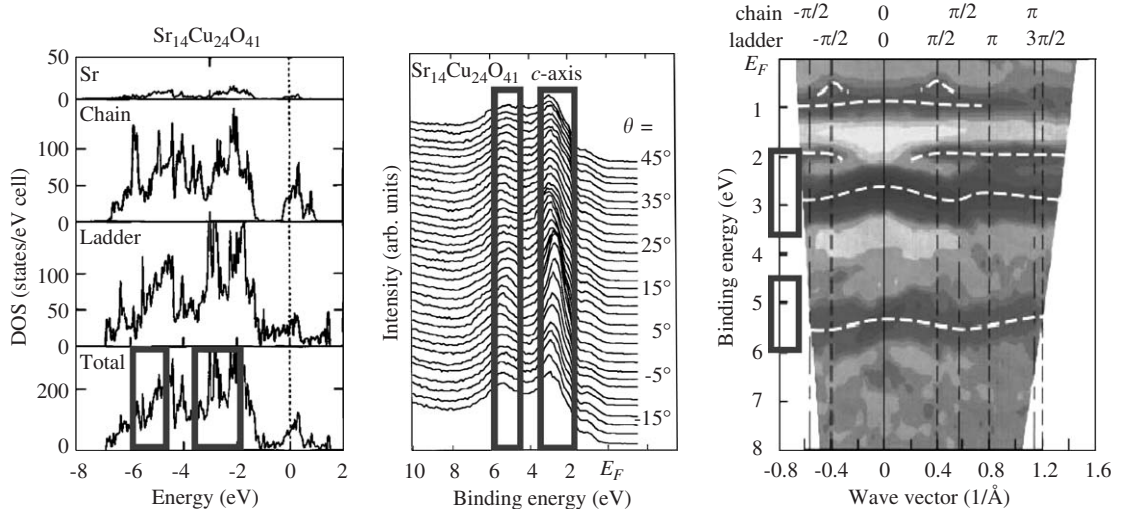 Sr14Cu24O41
Sr
Chain
Ladder
Total
50
0
100
50
0
100
50
0
200
0
-8 -6 -4 -2 0 2
DOS (states/eV cell)
Energy (eV)
Sr14Cu24O41 c-axis
θ =
45°
35°
25°
15°
5°
-5°
-15°
10 8 6 4 2 EF
Intensity (arb. units)
Binding energy (eV)
chain -π/2 0 π/2 π
ladder -π/2 0 π/2 π 3π/2
EF
1
2
3
4
5
6
7
8
-0.8 -0.4 0 0.4 0.8 1.2 1.6
Binding energy (eV)
Wave vector (1/Å)